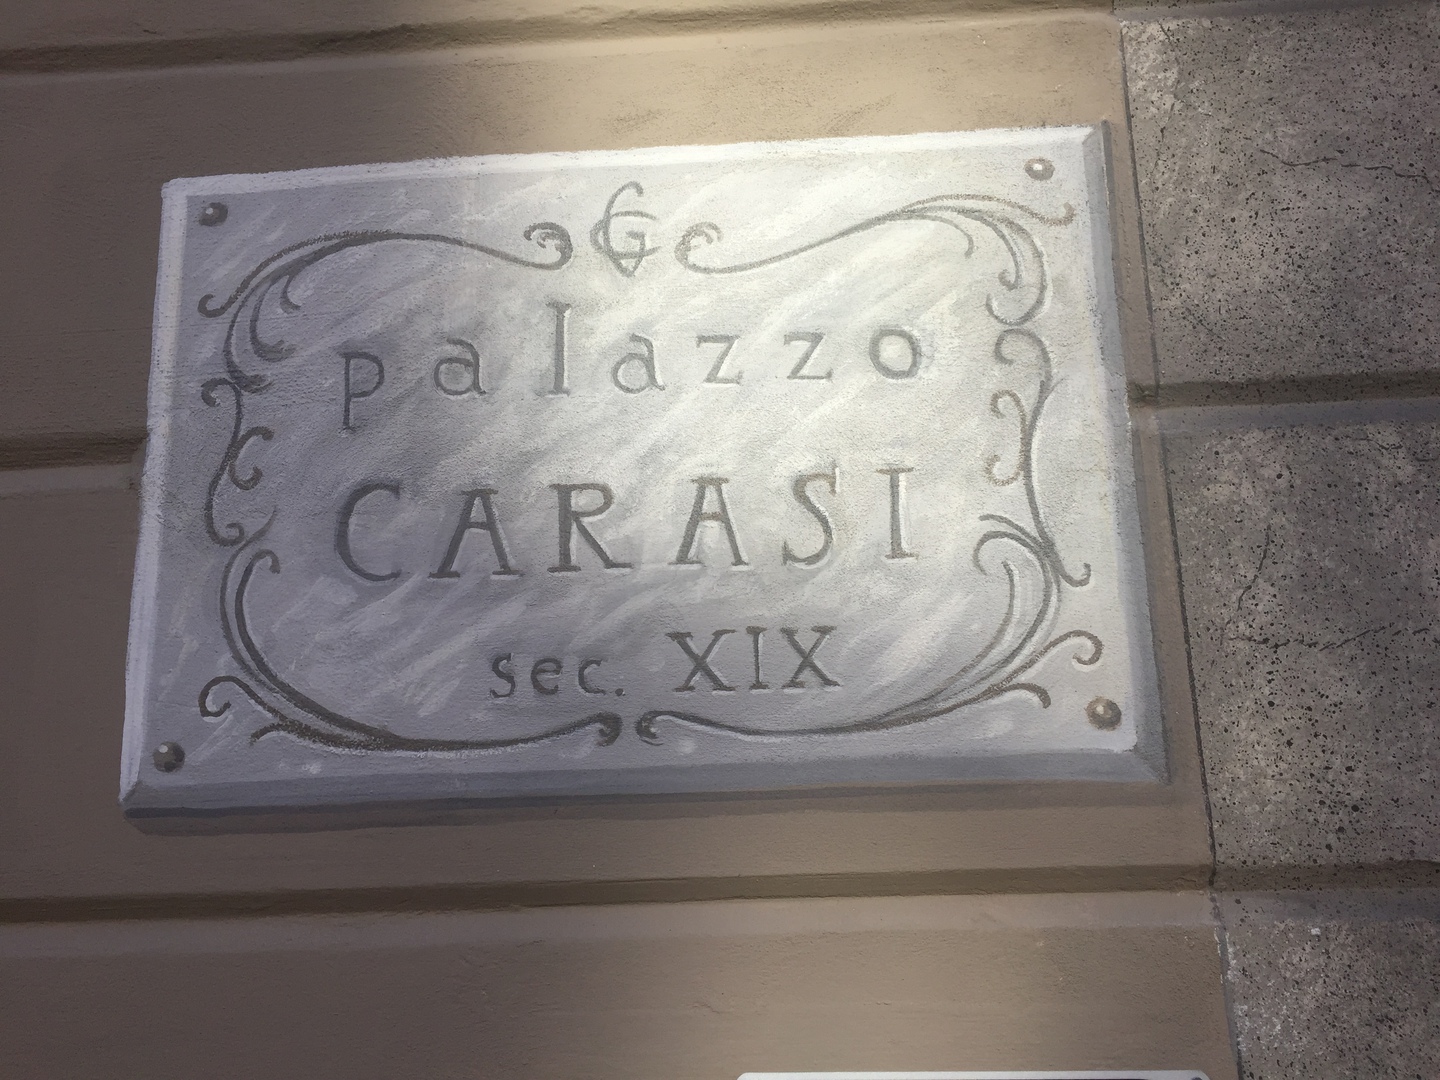 G
palazzo
CARASI
sec. XIX